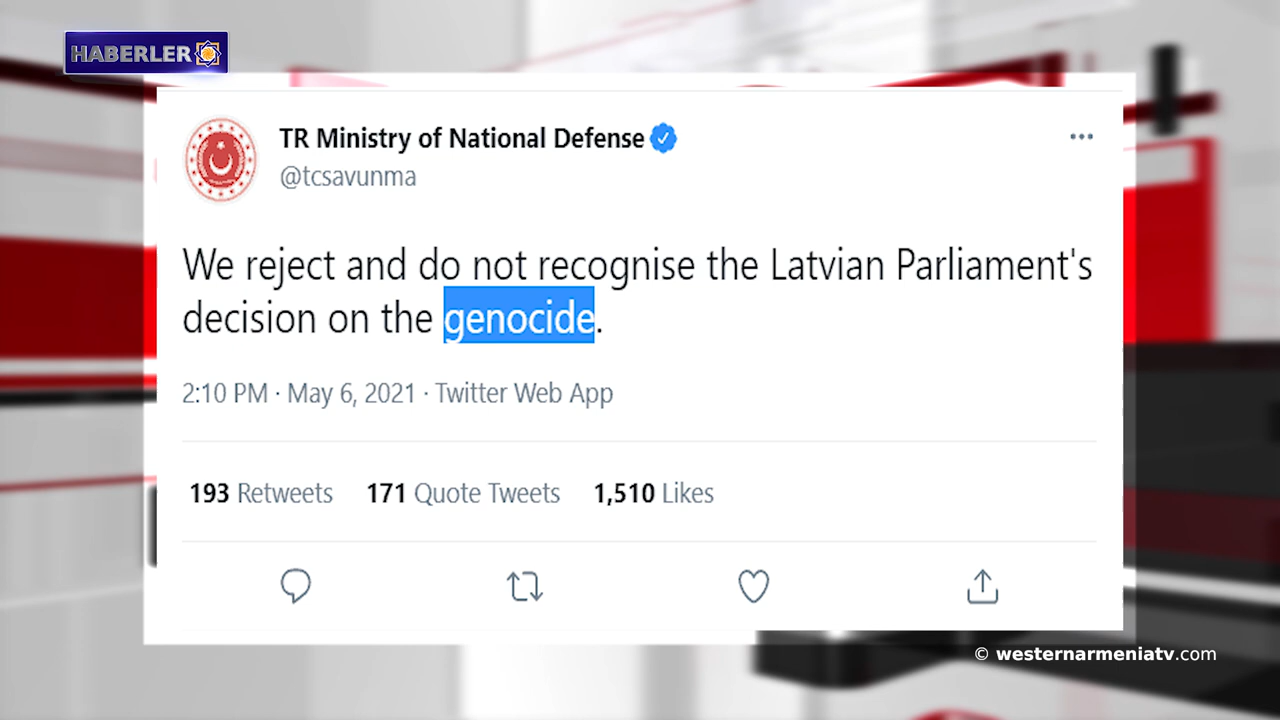 HABERLER
TR Ministry of National Defense
@tcsavunma
We reject and do not recognise the Latvian Parliament's
decision on the genocide.
2:10 PM · May 6, 2021 · Twitter Web App
193 Retweets 171 Quote Tweets 1,510 Likes
© westernarmeniatv.com